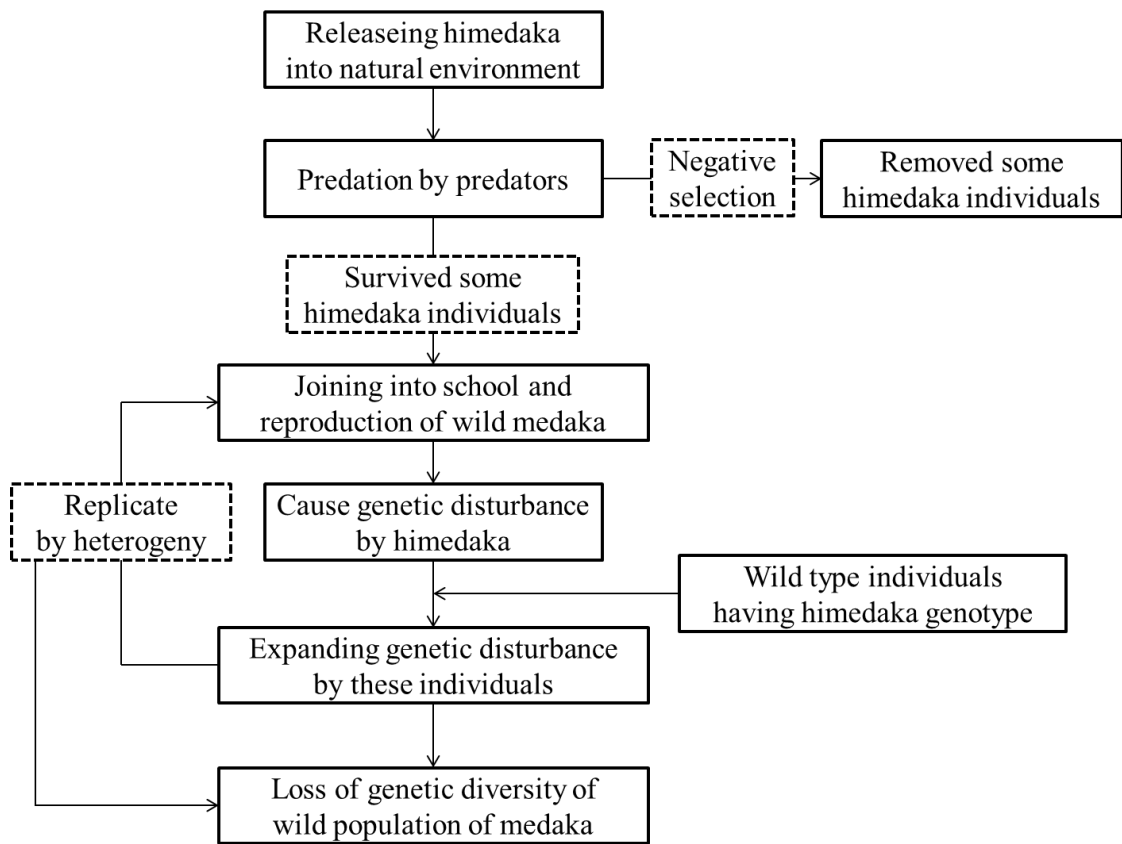 Releaseing himedaka
into natural environment
Predation by predators
Negative
selection
Removed some
himedaka individuals
Survived some
himedaka individuals
Joining into school and
reproduction of wild medaka
Replicate
by heterogeny
Cause genetic disturbance
by himedaka
Wild type individuals
having himedaka genotype
Expanding genetic disturbance
by these individuals
Loss of genetic diversity of
wild population of medaka